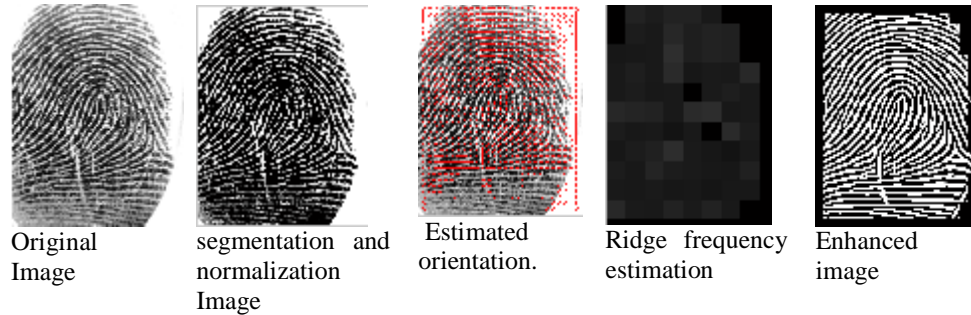 Original
Image
segmentation and
normalization
Image
Estimated
orientation.
Ridge frequency
estimation
Enhanced
image